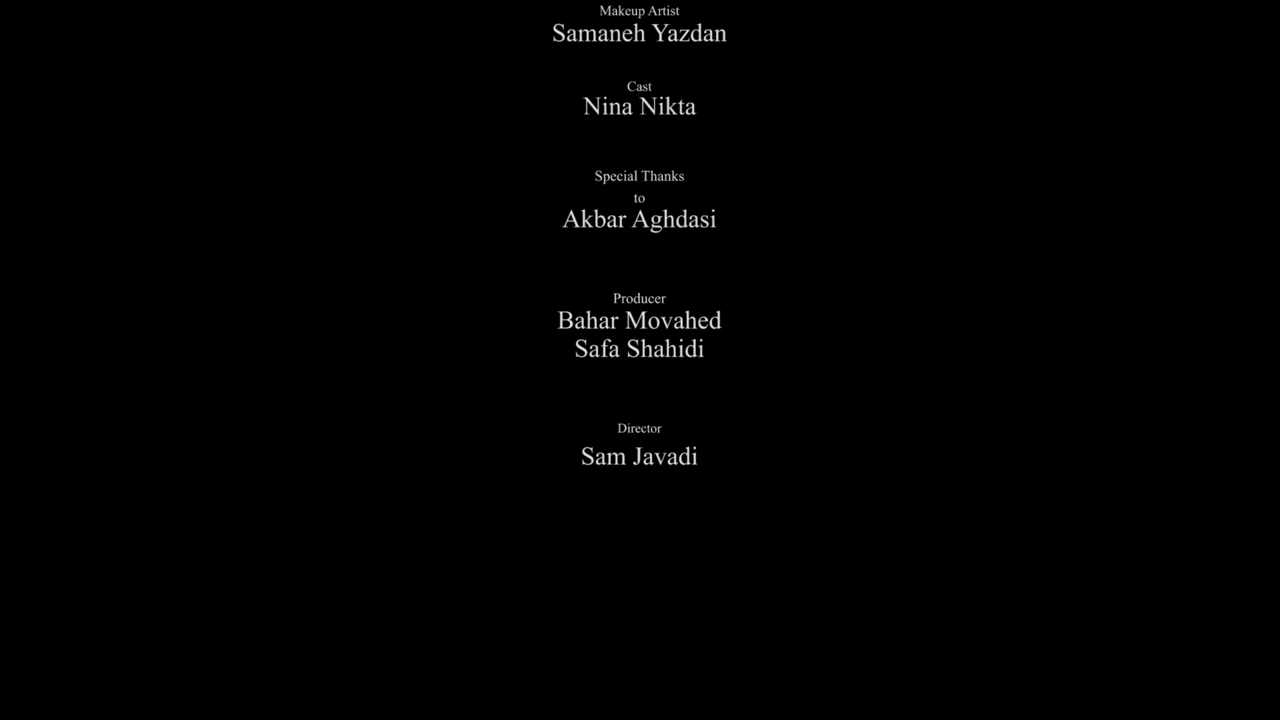 Makeup Artist
Samaneh Yazdan
Cast
Nina Nikta
Special Thanks
to
Akbar Aghdasi
Producer
Bahar Movahed
Safa Shahidi
Director
Sam Javadi